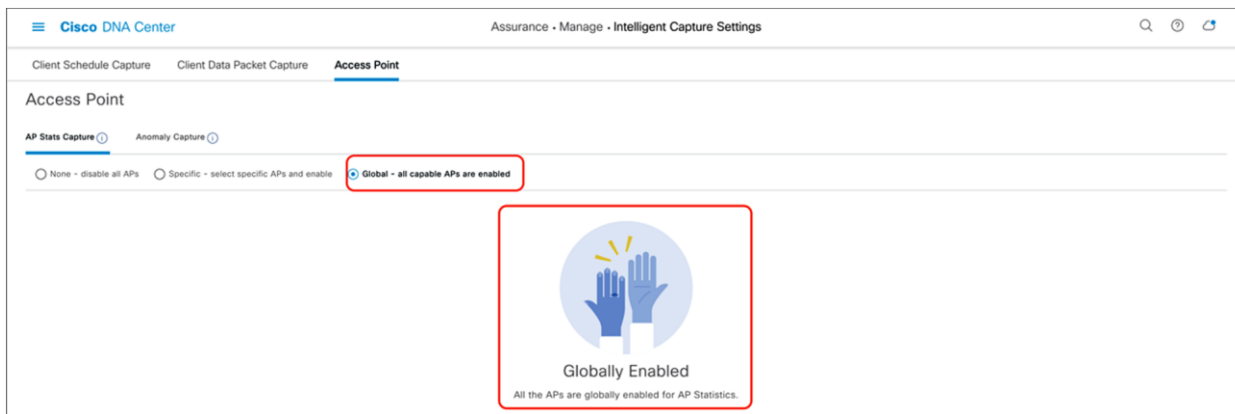 Cisco DNA Center
Assurance • Manage • Intelligent Capture Settings
Client Schedule Capture Client Data Packet Capture Access Point
Access Point
AP Stats Capture Anomaly Capture
None - disable all APs Specific - select specific APs and enable Global - all capable APs are enabled
Globally Enabled
All the APs are globally enabled for AP Statistics.